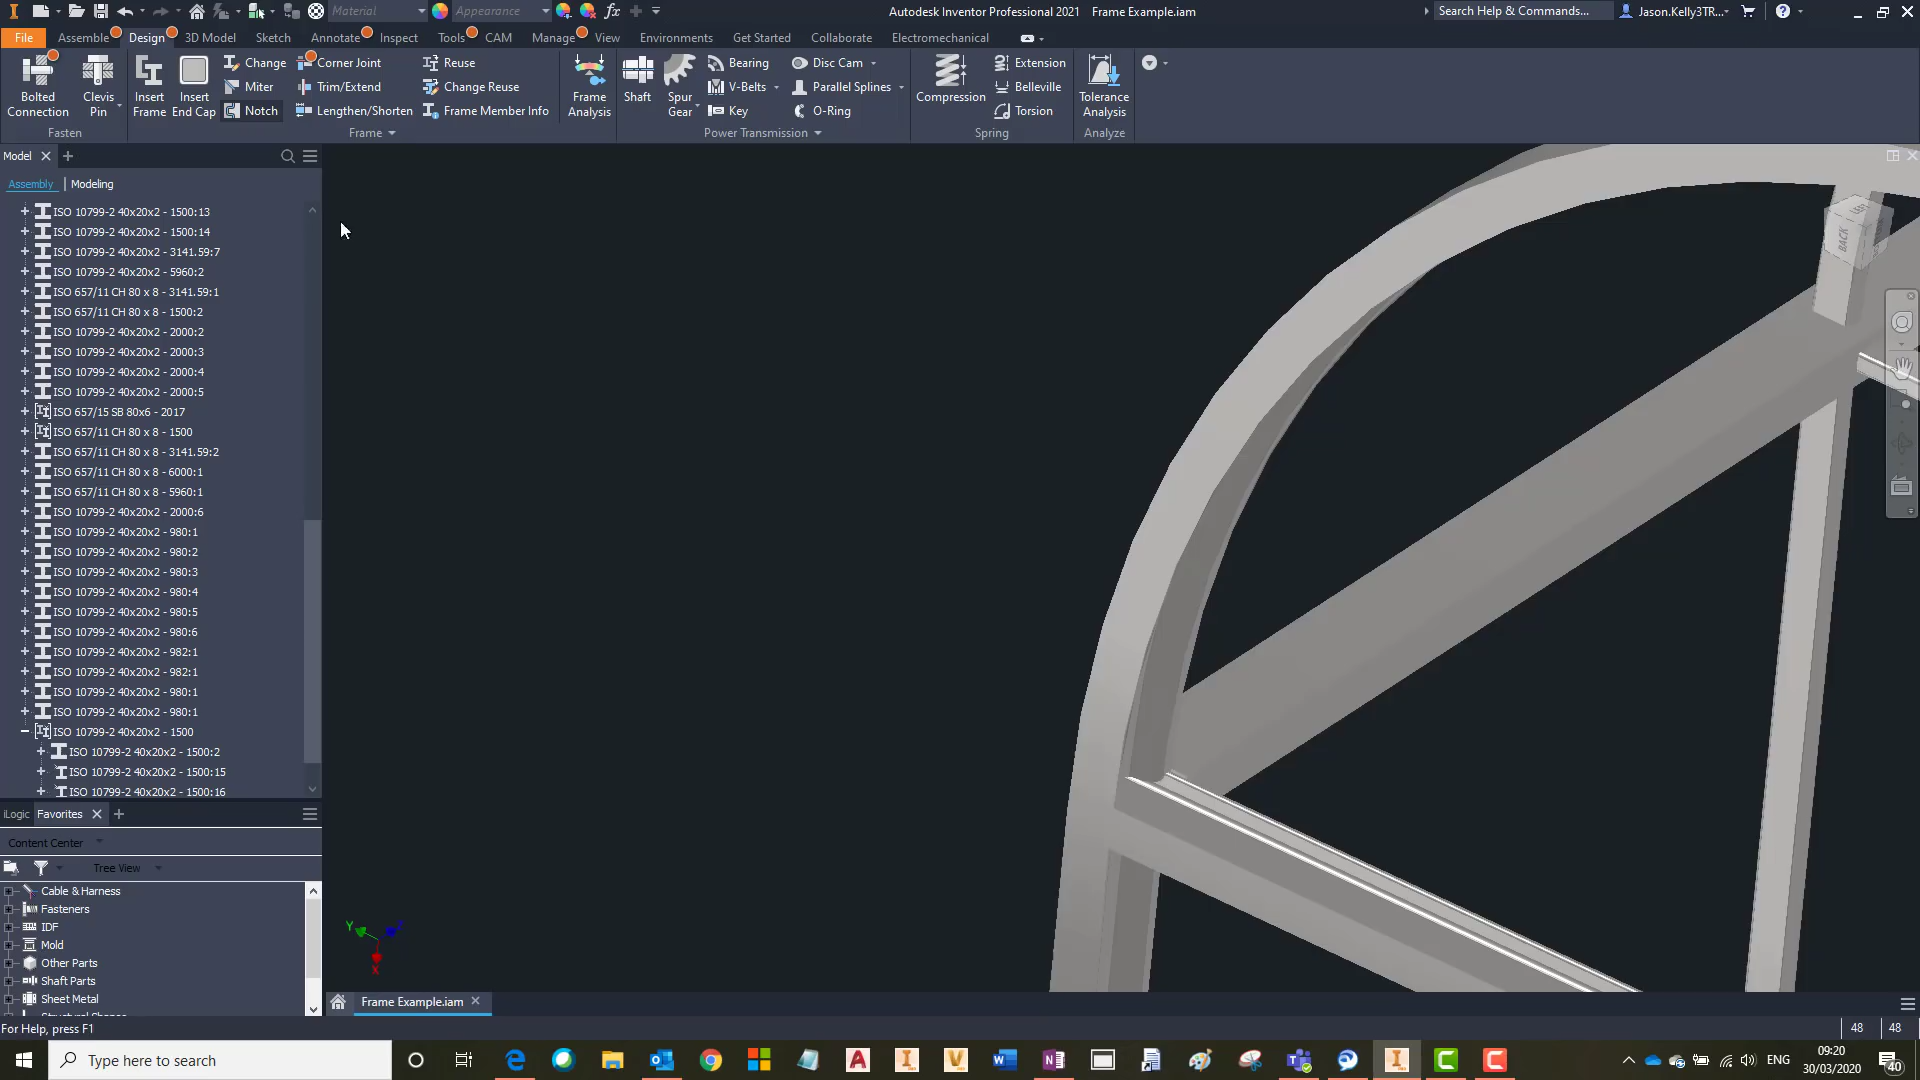 Material
Appearance
Autodesk Inventor Professional 2021 Frame Example.iam
Search Help & Commands...
Jason.Kelly3TR...
File
Assemble
Design
3D Model
Sketch
Annotate
Inspect
Tools
CAM
Manage
View
Environments
Get Started
Collaborate
Electromechanical
Bolted Connection
Clevis Pin
Fasten
Insert Frame
Insert End Cap
Change
Miter
Notch
Corner Joint
Trim/Extend
Lengthen/Shorten
Reuse
Change Reuse
Frame Member Info
Frame
Frame Analysis
Shaft
Spur Gear
Bearing
V-Belts
Key
Disc Cam
Parallel Splines
O-Ring
Power Transmission
Compression
Extension
Belleville
Torsion
Spring
Tolerance Analysis
Analyze
Model
Assembly | Modeling
ISO 10799-2 40x20x2 - 1500:13
ISO 10799-2 40x20x2 - 1500:14
ISO 10799-2 40x20x2 - 3141.59:7
ISO 10799-2 40x20x2 - 5960:2
ISO 657/11 CH 80 x 8 - 3141.59:1
ISO 657/11 CH 80 x 8 - 1500:2
ISO 10799-2 40x20x2 - 2000:2
ISO 10799-2 40x20x2 - 2000:3
ISO 10799-2 40x20x2 - 2000:4
ISO 10799-2 40x20x2 - 2000:5
ISO 657/15 SB 80x6 - 2017
ISO 657/11 CH 80 x 8 - 1500
ISO 657/11 CH 80 x 8 - 3141.59:2
ISO 657/11 CH 80 x 8 - 6000:1
ISO 657/11 CH 80 x 8 - 5960:1
ISO 10799-2 40x20x2 - 2000:6
ISO 10799-2 40x20x2 - 980:1
ISO 10799-2 40x20x2 - 980:2
ISO 10799-2 40x20x2 - 980:3
ISO 10799-2 40x20x2 - 980:4
ISO 10799-2 40x20x2 - 980:5
ISO 10799-2 40x20x2 - 980:6
ISO 10799-2 40x20x2 - 982:1
ISO 10799-2 40x20x2 - 982:1
ISO 10799-2 40x20x2 - 980:1
ISO 10799-2 40x20x2 - 980:1
ISO 10799-2 40x20x2 - 1500
ISO 10799-2 40x20x2 - 1500:2
ISO 10799-2 40x20x2 - 1500:15
ISO 10799-2 40x20x2 - 1500:16
BACK
LEFT
iLogic
Favorites
Content Center
Tree View
Cable & Harness
Fasteners
IDF
Mold
Other Parts
Shaft Parts
Sheet Metal
Y
X
Frame Example.iam
For Help, press F1
48
48
Type here to search
ENG
09:20
30/03/2020
40